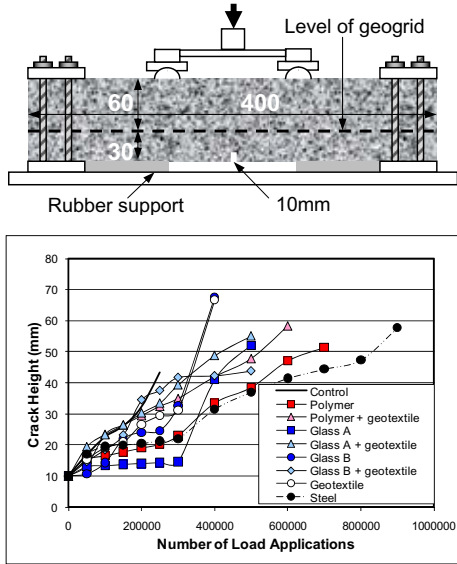 Level of geogrid
60
400
30
Rubber support
10mm
80
70
60
50
40
30
20
10
0
Crack Height (mm)
Control
Polymer
Polymer + geotextile
Glass A
Glass A + geotextile
Glass B
Glass B + geotextile
Geotextile
Steel
0 200000 400000 600000 800000 1000000
Number of Load Applications